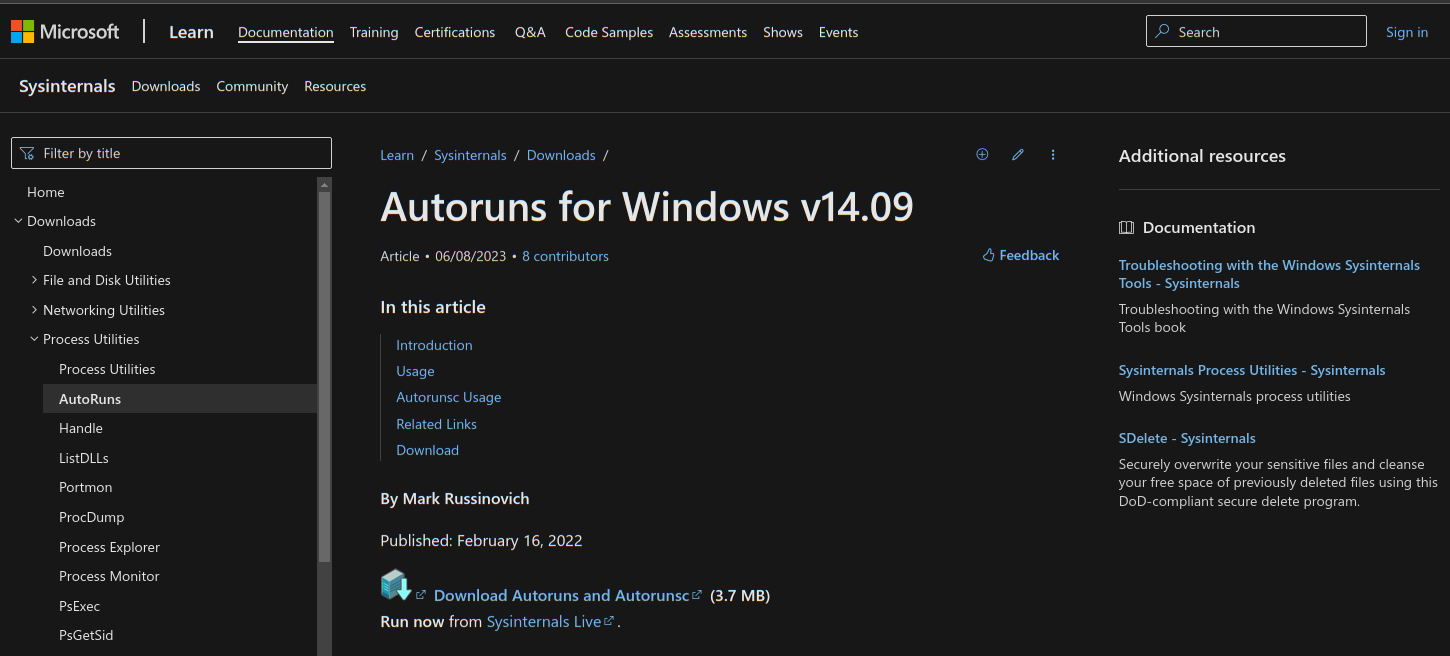 Microsoft Learn Documentation Training Certifications Q&A Code Samples Assessments Shows Events Search Sign in
Sysinternals Downloads Community Resources
Filter by title
Home
Downloads
Downloads
File and Disk Utilities
Networking Utilities
Process Utilities
Process Utilities
AutoRuns
Handle
ListDLLs
Portmon
ProcDump
Process Explorer
Process Monitor
PsExec
PsGetSid
Learn / Sysinternals / Downloads /
Autoruns for Windows v14.09
Article • 06/08/2023 • 8 contributors
Feedback
In this article
Introduction
Usage
Autorunsc Usage
Related Links
Download
By Mark Russinovich
Published: February 16, 2022
Download Autoruns and Autorunsc (3.7 MB)
Run now from Sysinternals Live.
Additional resources
Documentation
Troubleshooting with the Windows Sysinternals
Tools - Sysinternals
Troubleshooting with the Windows Sysinternals
Tools book
Sysinternals Process Utilities - Sysinternals
Windows Sysinternals process utilities
SDelete - Sysinternals
Securely overwrite your sensitive files and cleanse
your free space of previously deleted files using this
DoD-compliant secure delete program.